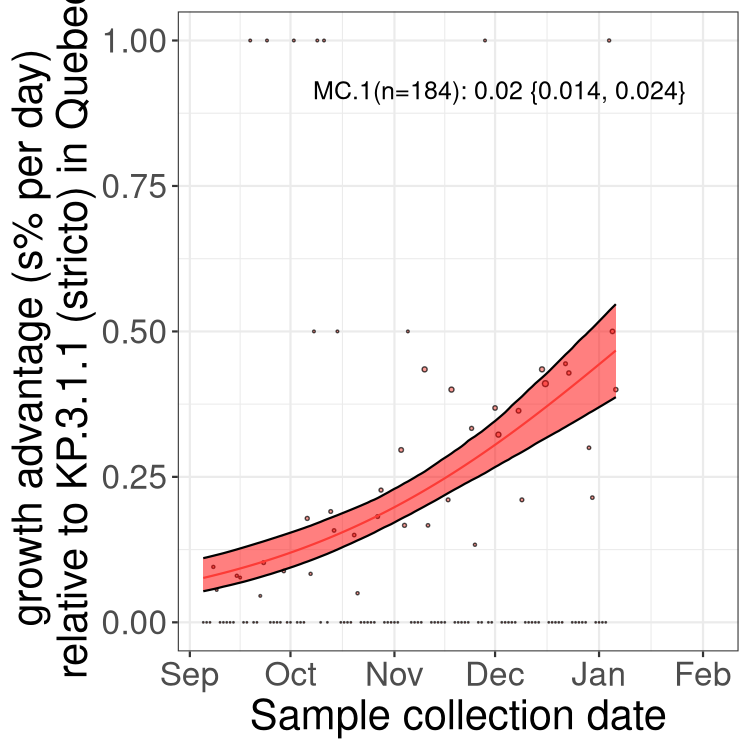 growth advantage (s% per day)
relative to KP.3.1.1 (stricto) in Quebec
1.00
MC.1(n=184): 0.02 {0.014, 0.024}
0.75
0.50
0.25
0.00
Sep Oct Nov Dec Jan Feb
Sample collection date